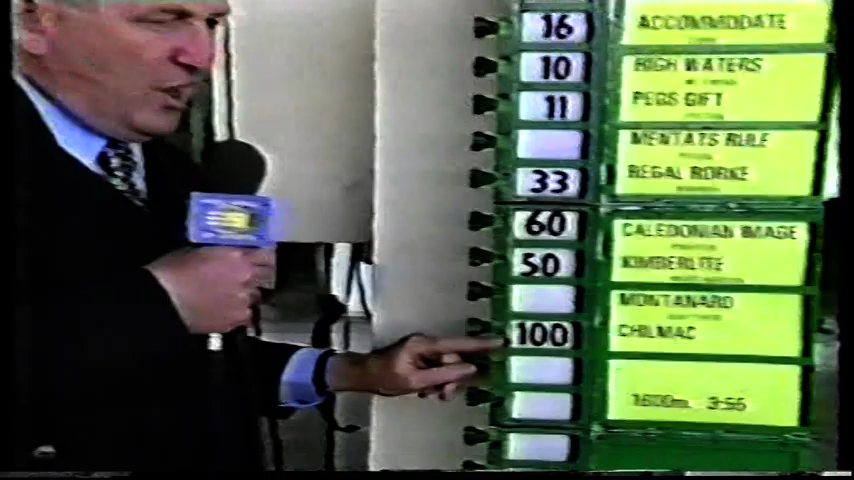 16 ACCOMMODATE
10 HIGH WATERS
11 PEGS GIFT
MENTATS RULE
33 REGAL RORKE
60 CALEDONIAN IMAGE
50 KIMBERLITE
MONTANARD
100 CHILMAC
1600m 3:55